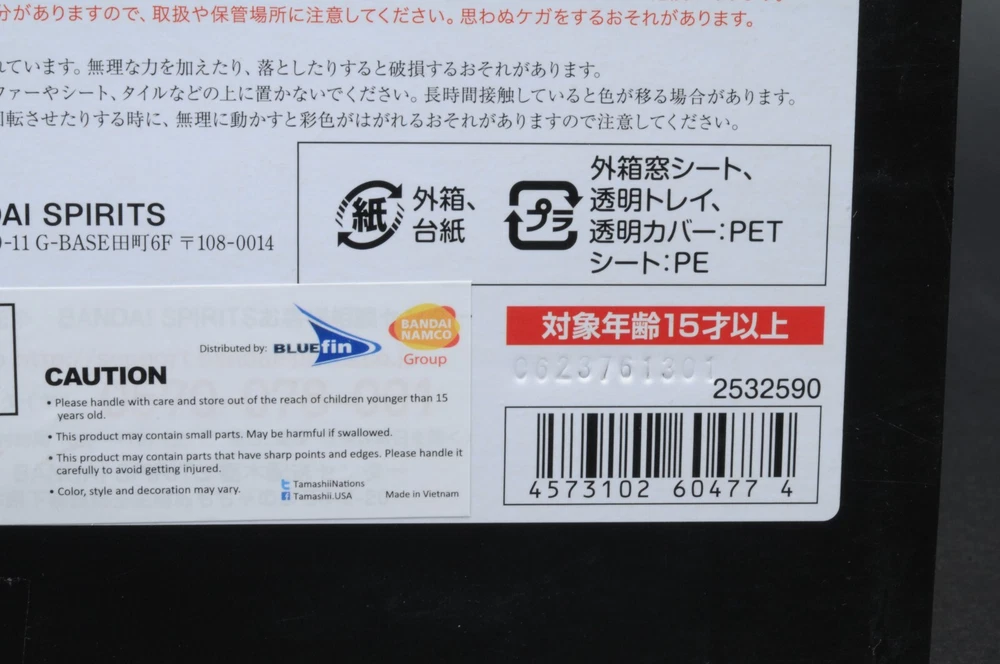 分がありますので、取扱や保管場所に注意してください。思わぬケガをするおそれがあります。
れています。無理な力を加えたり、落としたりすると破損するおそれがあります。
ファーやシート、タイルなどの上に置かないでください。長時間接触していると色が移る場合があります。
回転させたりする時に、無理に動かすと彩色がはがれるおそれがありますので注意してください。
DAI SPIRITS
-11 G-BASE田町6F 〒108-0014
紙
外箱、
台紙
プラ
外箱窓シート、
透明トレイ、
透明カバー:PET
シート:PE
Distributed by: BLUEfin
BANDAI
NAMCO
Group
CAUTION
• Please handle with care and store out of the reach of children younger than 15
years old.
• This product may contain small parts. May be harmful if swallowed.
• This product may contain parts that have sharp points and edges. Please handle it
carefully to avoid getting injured.
• Color, style and decoration may vary.
TamashiiNations
Tamashii.USA
Made in Vietnam
対象年齢15才以上
0623761301
2532590
4573102 60477 4